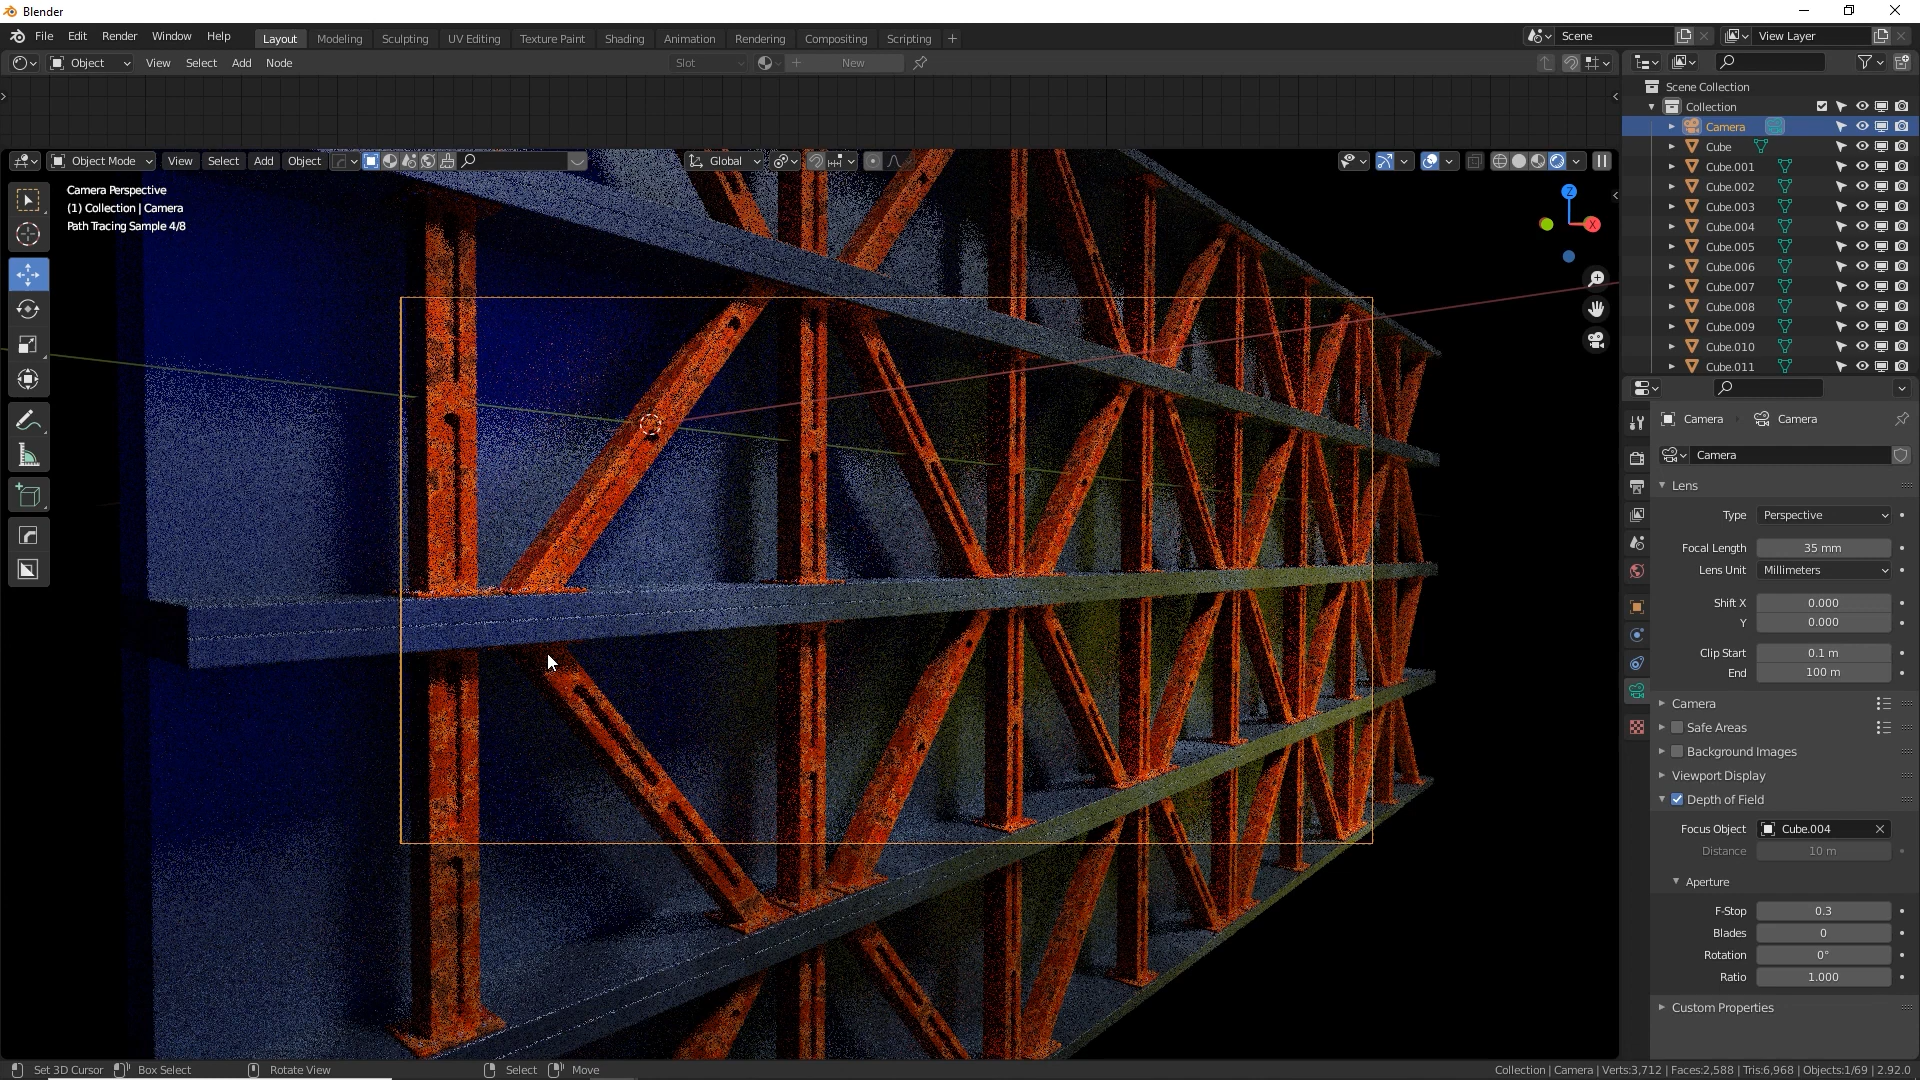 Blender
File Edit Render Window Help Layout Modeling Sculpting UV Editing Texture Paint Shading Animation Rendering Compositing Scripting + Scene View Layer
Object View Select Add Node Slot New
Scene Collection
Collection
Camera
Cube
Cube.001
Cube.002
Cube.003
Cube.004
Cube.005
Cube.006
Cube.007
Cube.008
Cube.009
Cube.010
Cube.011
Object Mode View Select Add Object Global
Camera Perspective
(1) Collection | Camera
Path Tracing Sample 4/8
Z
X
Camera Camera
Camera
Lens
Type Perspective
Focal Length 35 mm
Lens Unit Millimeters
Shift X 0.000
Y 0.000
Clip Start 0.1 m
End 100 m
Camera
Safe Areas
Background Images
Viewport Display
Depth of Field
Focus Object Cube.004
Distance 10 m
Aperture
F-Stop 0.3
Blades 0
Rotation 0°
Ratio 1.000
Custom Properties
Set 3D Cursor Box Select Rotate View Select Move Collection | Camera | Verts:3,712 | Faces:2,588 | Tris:6,968 | Objects:1/69 | 2.92.0